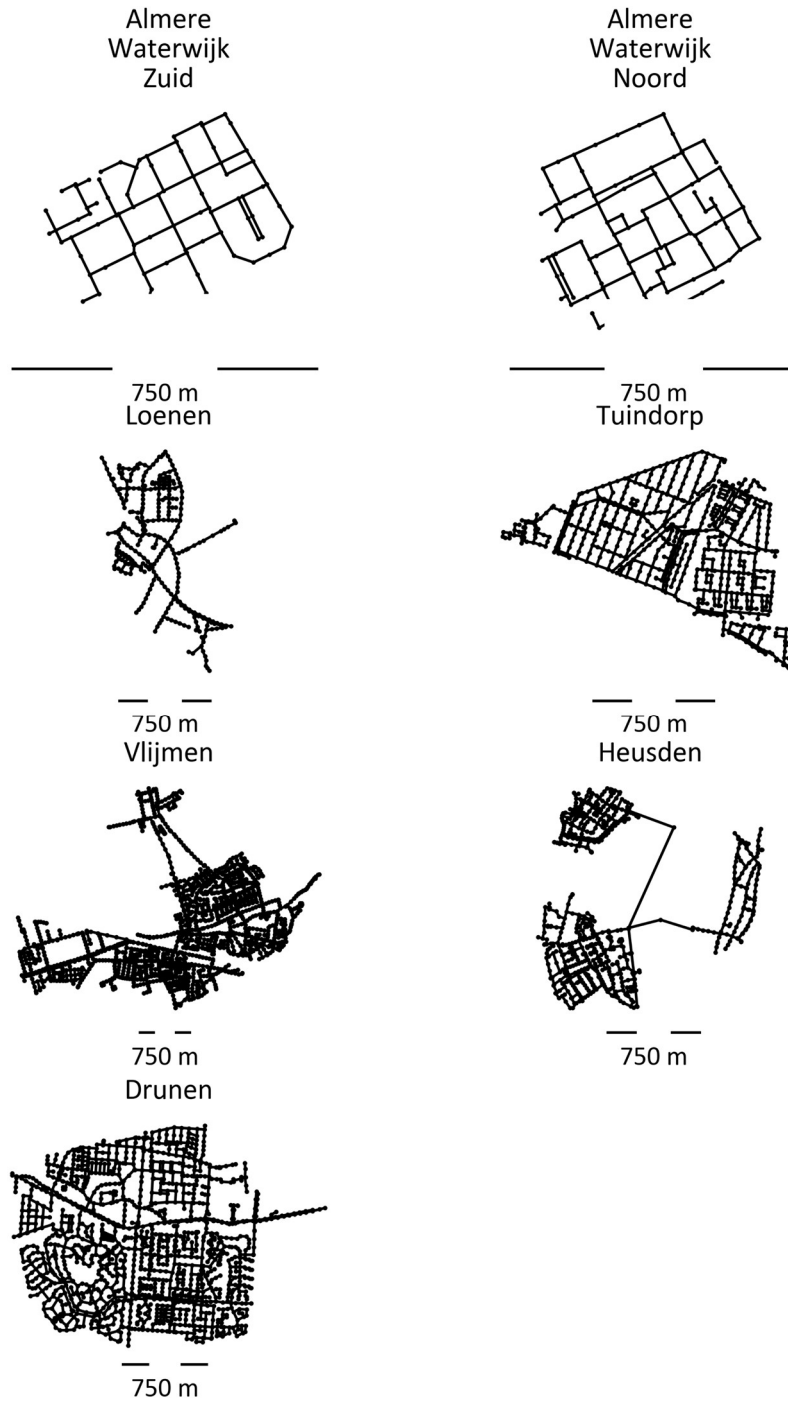 Almere
Waterwijk
Zuid
Almere
Waterwijk
Noord
750 m
750 m
Loenen
Tuindorp
750 m
750 m
Vlijmen
Heusden
750 m
750 m
Drunen
750 m